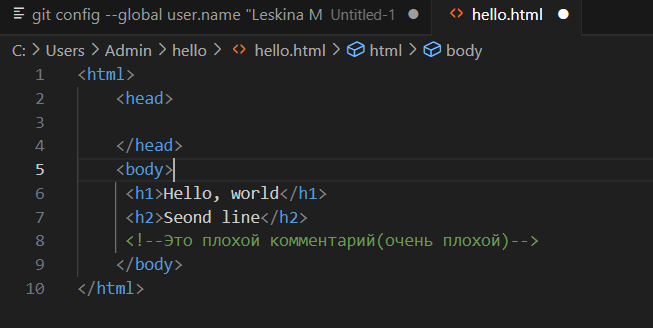 git config --global user.name "Leskina M Untitled-1 hello.html
C: > Users > Admin > hello > hello.html > html > body
1 <html>
2 <head>
3
4 </head>
5 <body>
6 <h1>Hello, world</h1>
7 <h2>Seond line</h2>
8 <!--Это плохой комментарий(очень плохой)-->
9 </body>
10 </html>